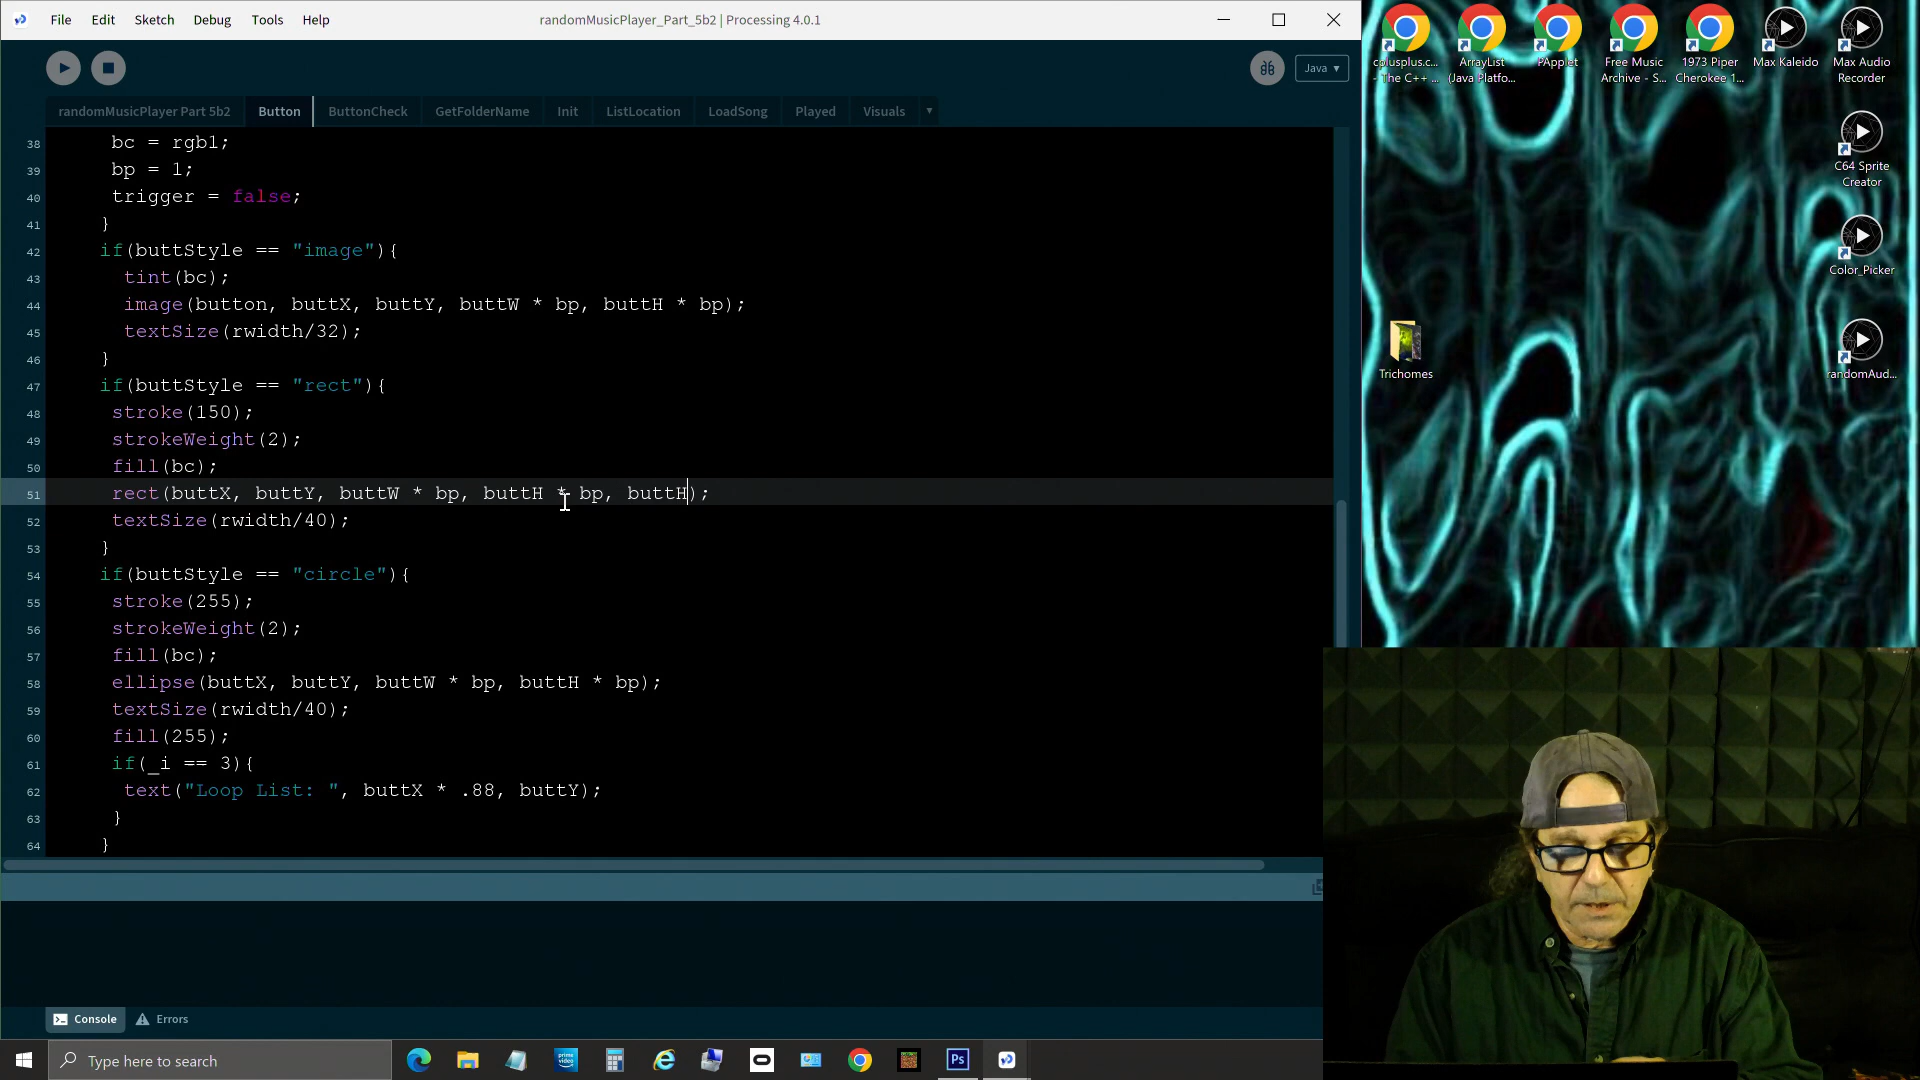 File Edit Sketch Debug Tools Help
randomMusicPlayer_Part_5b2 | Processing 4.0.1
Java ▾
randomMusicPlayer Part 5b2 Button ButtonCheck GetFolderName Init ListLocation LoadSong Played Visuals ▾
38 bc = rgb1;
39 bp = 1;
40 trigger = false;
41 }
42 if(buttStyle == "image"){
43 tint(bc);
44 image(button, buttX, buttY, buttW * bp, buttH * bp);
45 textSize(rwidth/32);
46 }
47 if(buttStyle == "rect"){
48 stroke(150);
49 strokeWeight(2);
50 fill(bc);
51 rect(buttX, buttY, buttW * bp, buttH * bp, buttH);
52 textSize(rwidth/40);
53 }
54 if(buttStyle == "circle"){
55 stroke(255);
56 strokeWeight(2);
57 fill(bc);
58 ellipse(buttX, buttY, buttW * bp, buttH * bp);
59 textSize(rwidth/40);
60 fill(255);
61 if(_i == 3){
62 text("Loop List: ", buttX * .88, buttY);
63 }
64 }
Console Errors
Type here to search
Ps
colusplus.c...
- The C++ ...
ArrayList
(Java Platfo...
PApplet
Free Music
Archive - S...
1973 Piper
Cherokee 1...
Max Kaleido
Max Audio
Recorder
C64 Sprite
Creator
Color_Picker
Trichomes
randomAud...